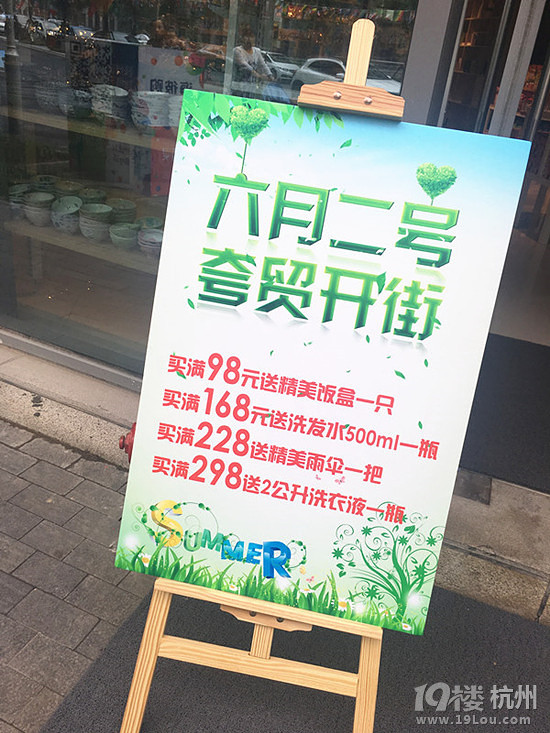 六月二号
夸贸开街
买满98元送精美饭盒一只
买满168元送洗发水500ml一瓶
买满228送精美雨伞一把
买满298送2公升洗衣液一瓶
SUMMER
19楼 杭州
www.19Lou.com